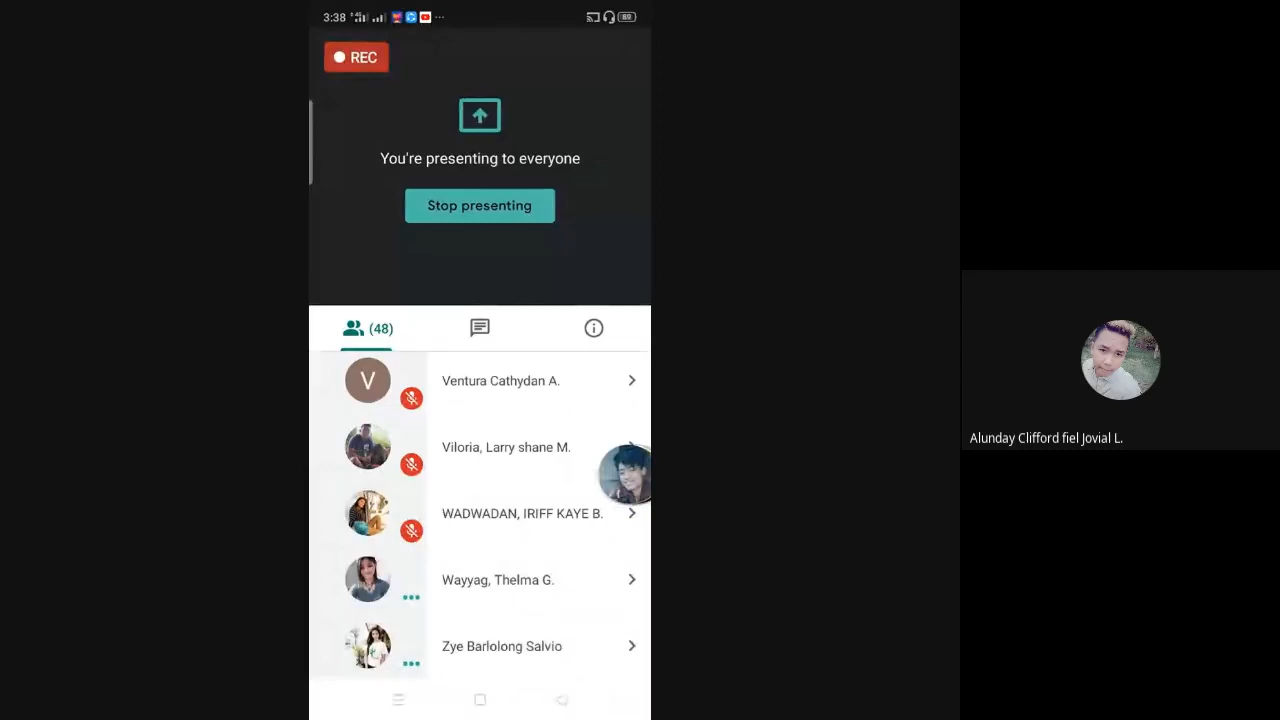 3:38
REC
You're presenting to everyone
Stop presenting
(48)
V
Ventura Cathydan A.
Viloria, Larry shane M.
WADWADAN, IRIFF KAYE B.
Wayyag, Thelma G.
Zye Barlolong Salvio
Alunday Clifford fiel Jovial L.